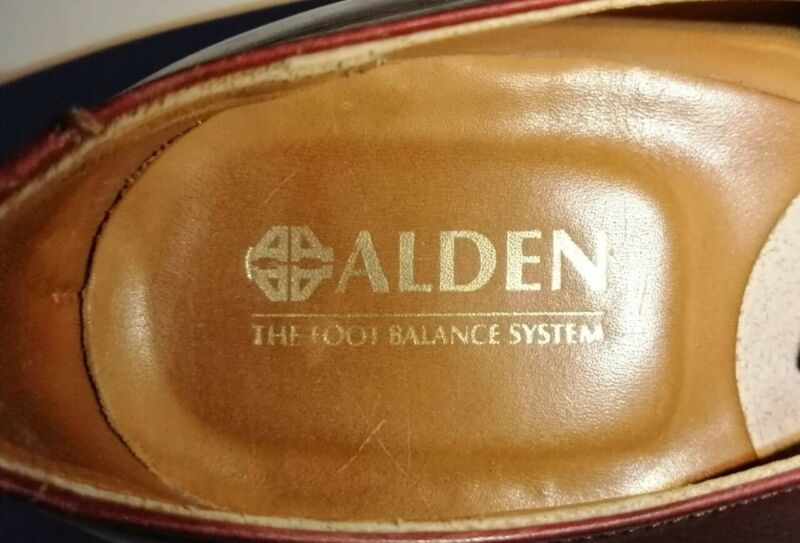 ALDEN
THE FOOT BALANCE SYSTEM